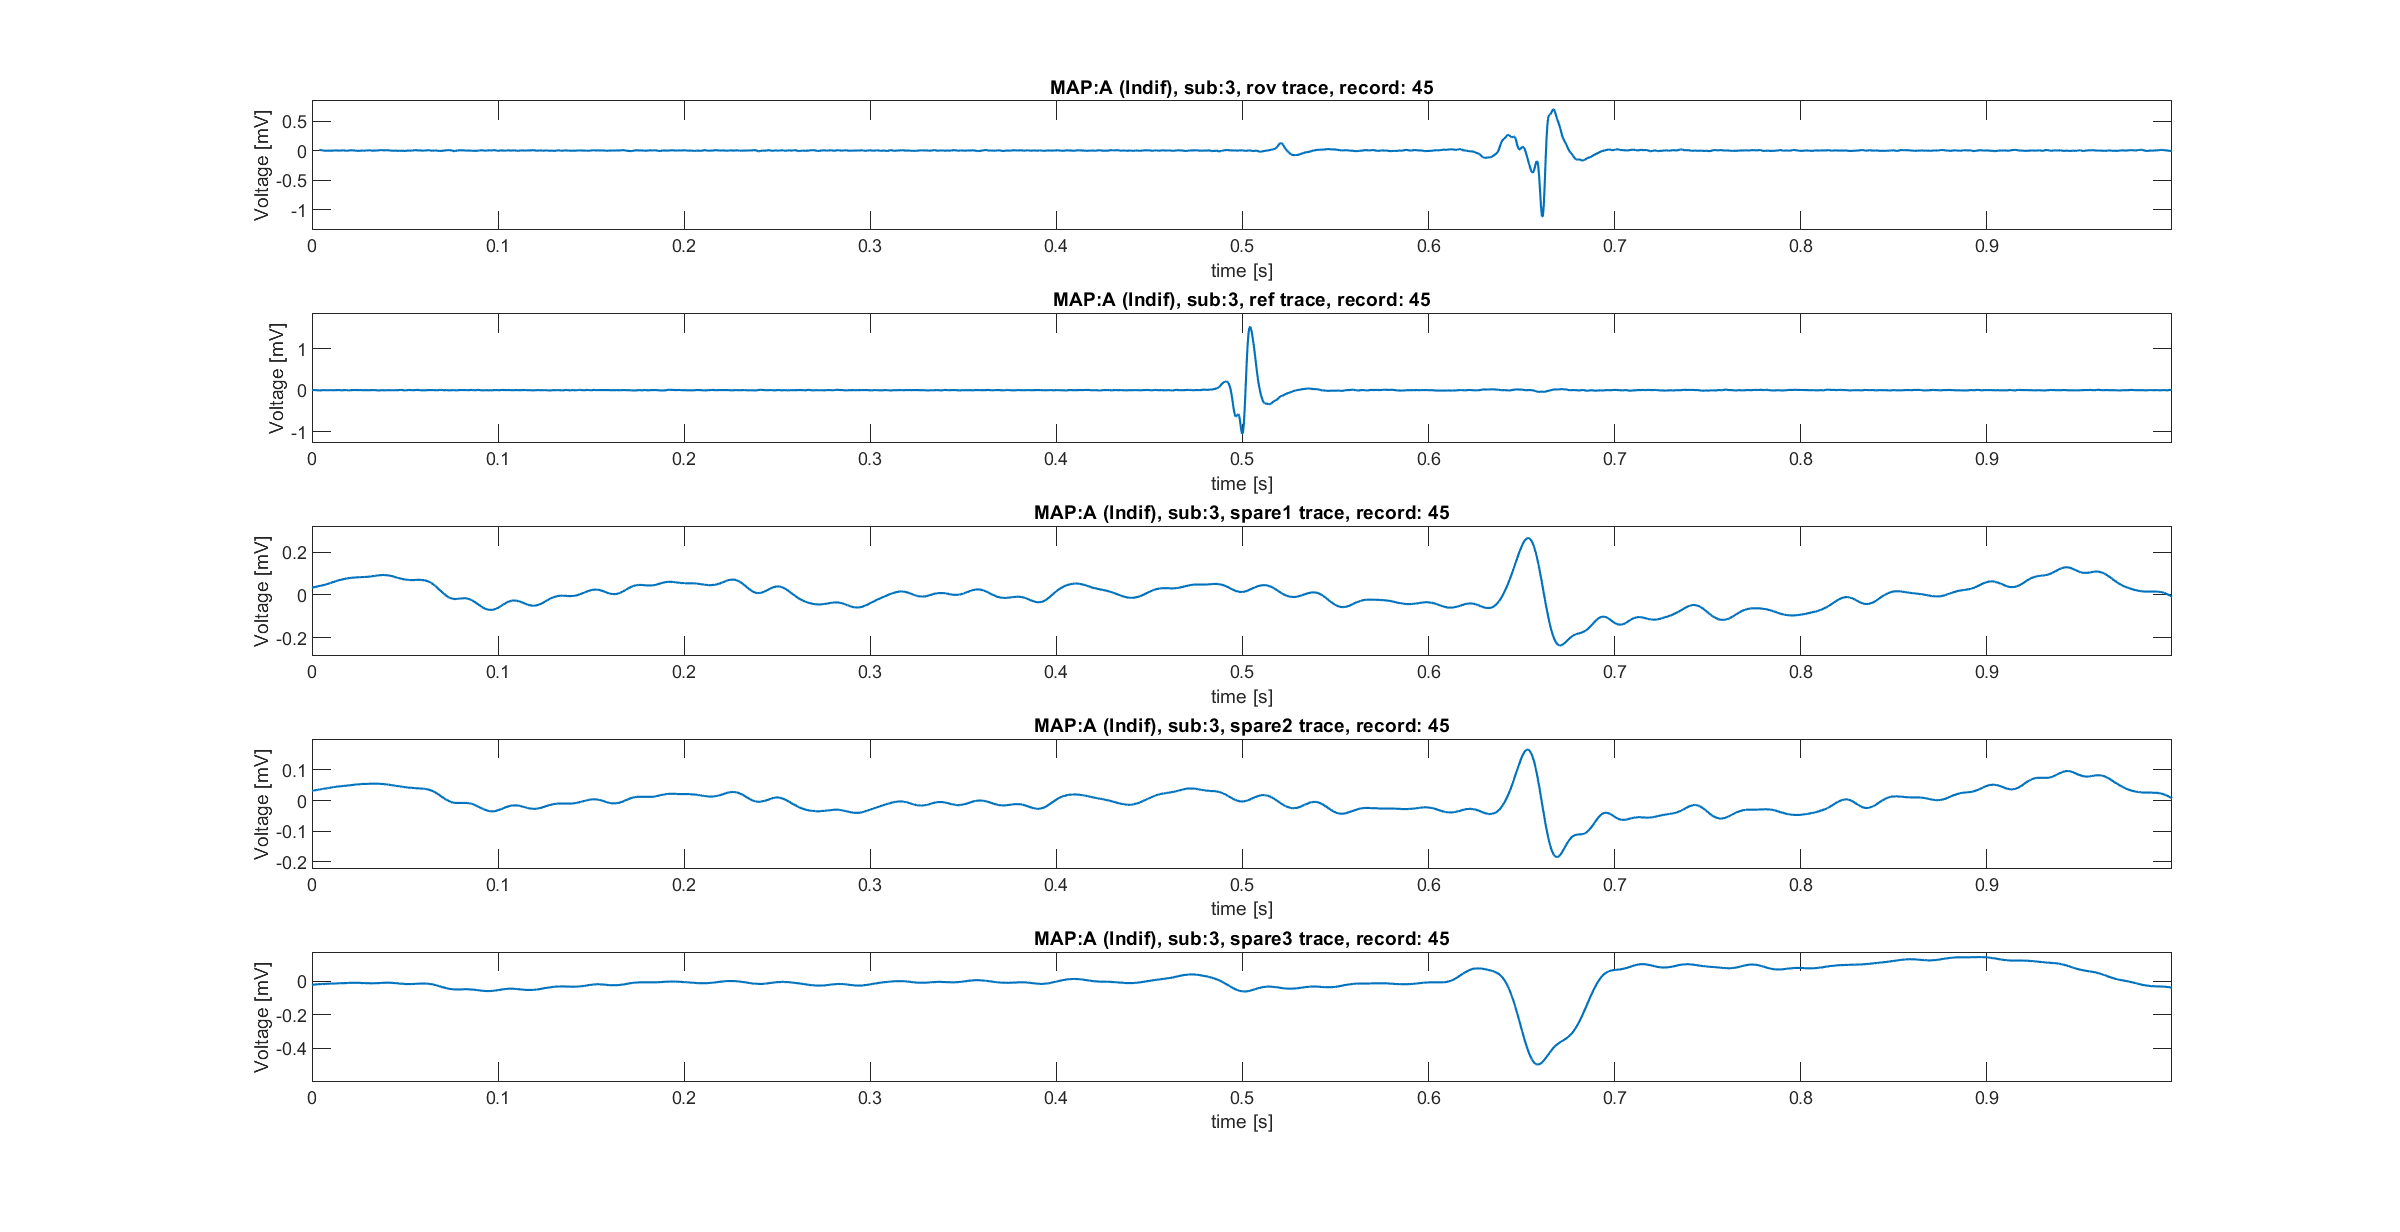 MAP:A (Indif), sub:3, rov trace, record: 45
Voltage [mV]
0.5
0
-0.5
-1
0 0.1 0.2 0.3 0.4 0.5 0.6 0.7 0.8 0.9
time [s]
MAP:A (Indif), sub:3, ref trace, record: 45
Voltage [mV]
1
0
-1
0 0.1 0.2 0.3 0.4 0.5 0.6 0.7 0.8 0.9
time [s]
MAP:A (Indif), sub:3, spare1 trace, record: 45
Voltage [mV]
0.2
0
-0.2
0 0.1 0.2 0.3 0.4 0.5 0.6 0.7 0.8 0.9
time [s]
MAP:A (Indif), sub:3, spare2 trace, record: 45
Voltage [mV]
0.1
0
-0.1
-0.2
0 0.1 0.2 0.3 0.4 0.5 0.6 0.7 0.8 0.9
time [s]
MAP:A (Indif), sub:3, spare3 trace, record: 45
Voltage [mV]
0
-0.2
-0.4
0 0.1 0.2 0.3 0.4 0.5 0.6 0.7 0.8 0.9
time [s]